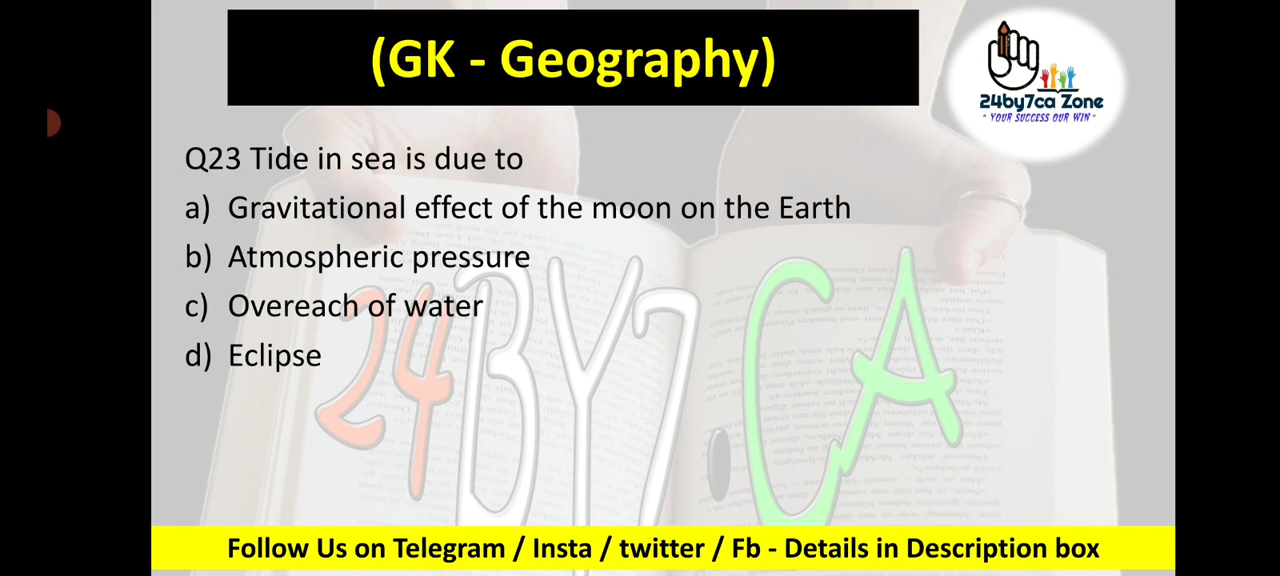 (GK - Geography)
24by7ca Zone
" YOUR SUCCESS OUR WIN "
Q23 Tide in sea is due to
a) Gravitational effect of the moon on the Earth
b) Atmospheric pressure
c) Overeach of water
d) Eclipse
24BY7.CA
Follow Us on Telegram / Insta / twitter / Fb - Details in Description box